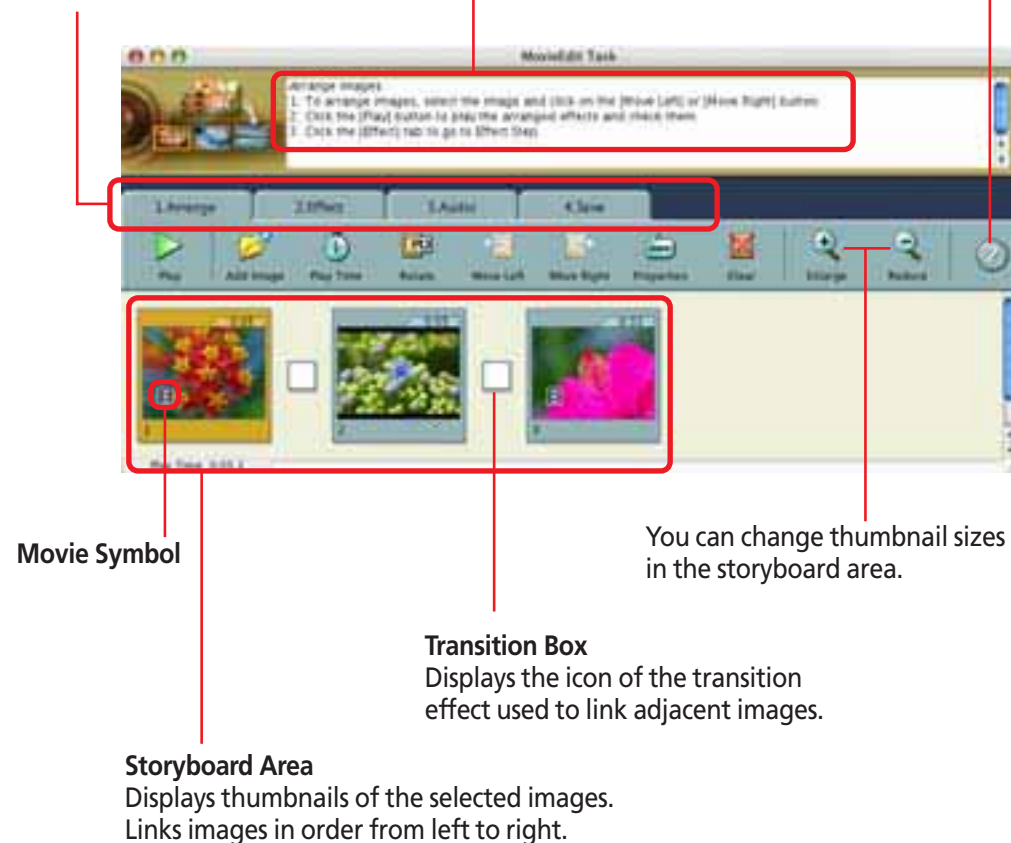 MovieEdit Task
Arrange Images
1. To arrange images, select the image and click on the [Move Left] or [Move Right] button.
2. Click the [Play] button to play the arranged effects and check them.
3. Click the [Effect] tab to go to Effect Step.
1.Arrange 2.Effect 3.Audio 4.Save
Play Add Image Play Time Rotate Move Left Move Right Properties Clear Enlarge Reduce
1 2 3
Play Time
Movie Symbol
You can change thumbnail sizes
in the storyboard area.
Transition Box
Displays the icon of the transition
effect used to link adjacent images.
Storyboard Area
Displays thumbnails of the selected images.
Links images in order from left to right.